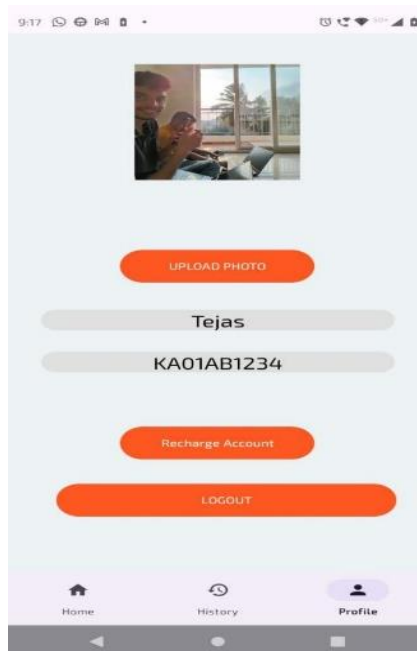 9:17
UPLOAD PHOTO
Tejas
KA01AB1234
Recharge Account
LOGOUT
Home History Profile